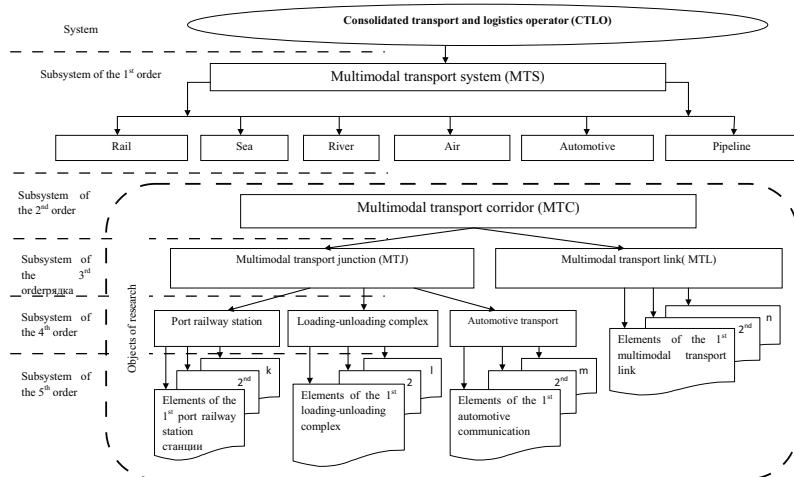 Consolidated transport and logistics operator (CTLO)
System
Subsystem of the 1st order
Multimodal transport system (MTS)
Rail
Sea
River
Air
Automotive
Pipeline
Subsystem of
the 2nd order
Multimodal transport corridor (MTC)
Subsystem of
the 3rd
orderрядка
Multimodal transport junction (MTJ)
Multimodal transport link( MTL)
Objects of research
Subsystem of
the 4th order
Port railway station
Loading-unloading complex
Automotive transport
n
2nd
Elements of the 1st
multimodal transport
link
Subsystem of
the 5th order
k
2nd
Elements of the
1st port railway
station
станции
l
2
Elements of the 1st
loading-unloading
complex
m
2nd
Elements of the 1st
automotive
communication